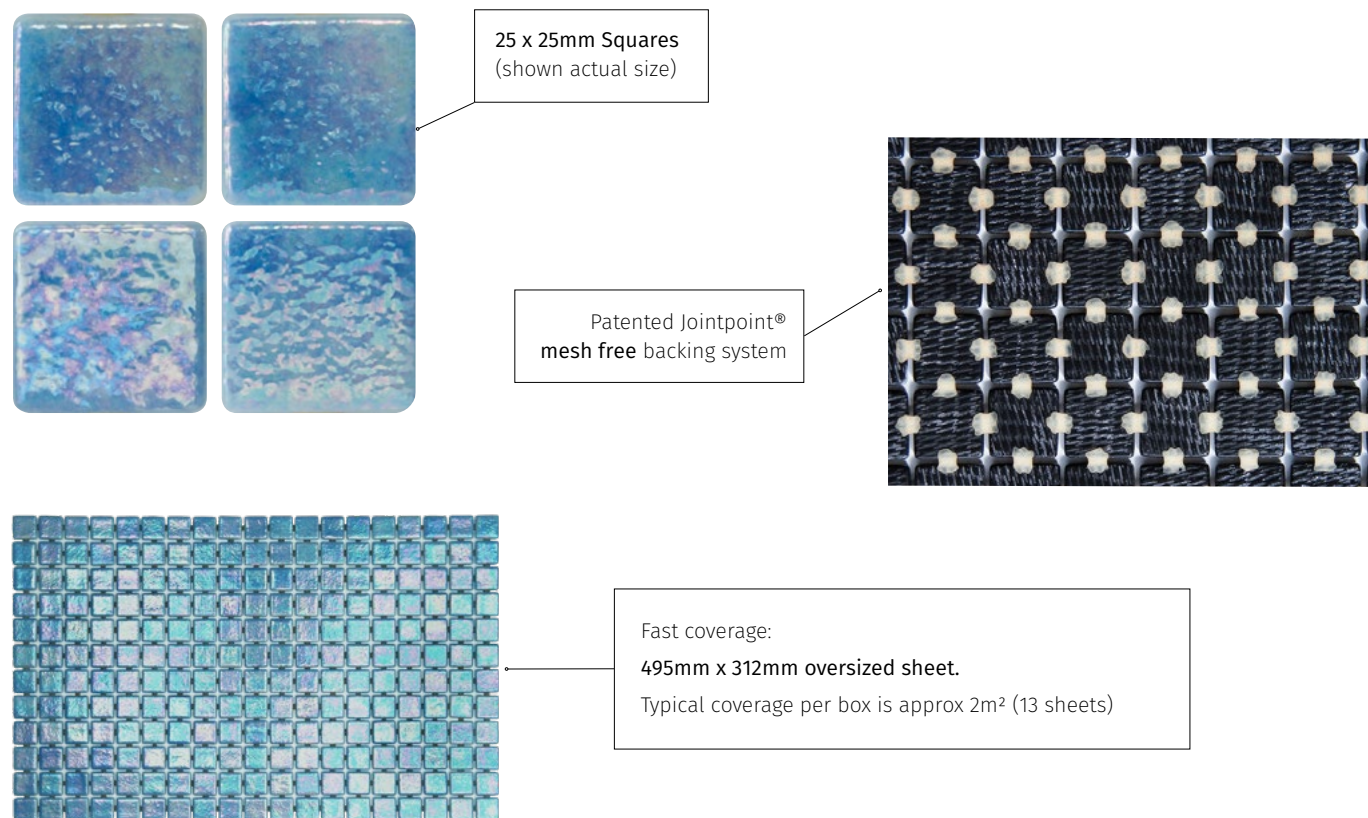 25 x 25mm Squares
(shown actual size)
Patented Jointpoint®
mesh free backing system
Fast coverage:
495mm x 312mm oversized sheet.
Typical coverage per box is approx 2m² (13 sheets)